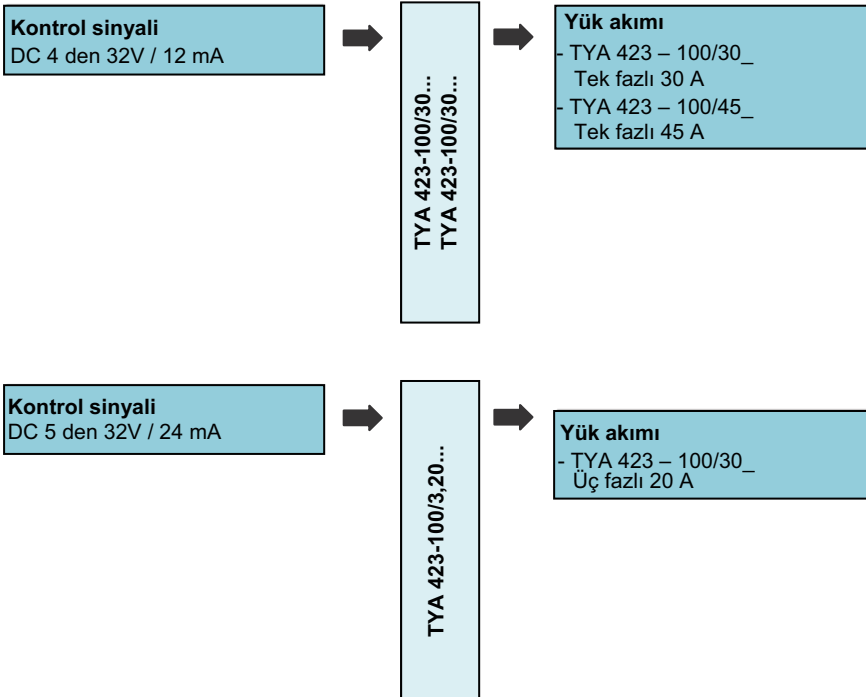 Kontrol sinyali
DC 4 den 32V / 12 mA
TYA 423-100/30...
TYA 423-100/30...
Yük akımı
- TYA 423 – 100/30_
Tek fazlı 30 A
- TYA 423 – 100/45_
Tek fazlı 45 A
Kontrol sinyali
DC 5 den 32V / 24 mA
TYA 423-100/3,20...
Yük akımı
- TYA 423 – 100/30_
Üç fazlı 20 A